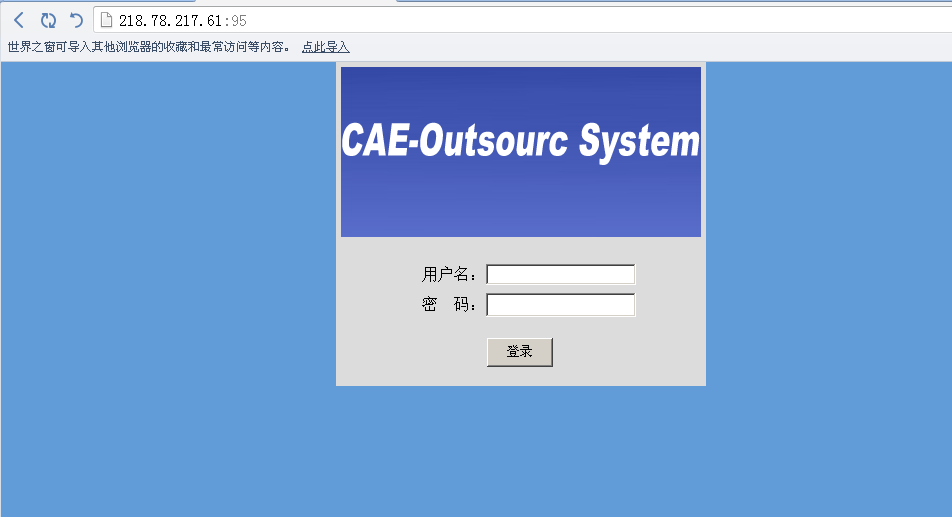 218.78.217.61:95
世界之窗可导入其他浏览器的收藏和最常访问等内容。 点此导入
CAE-Outsourc System
用户名：
密　码：
登录